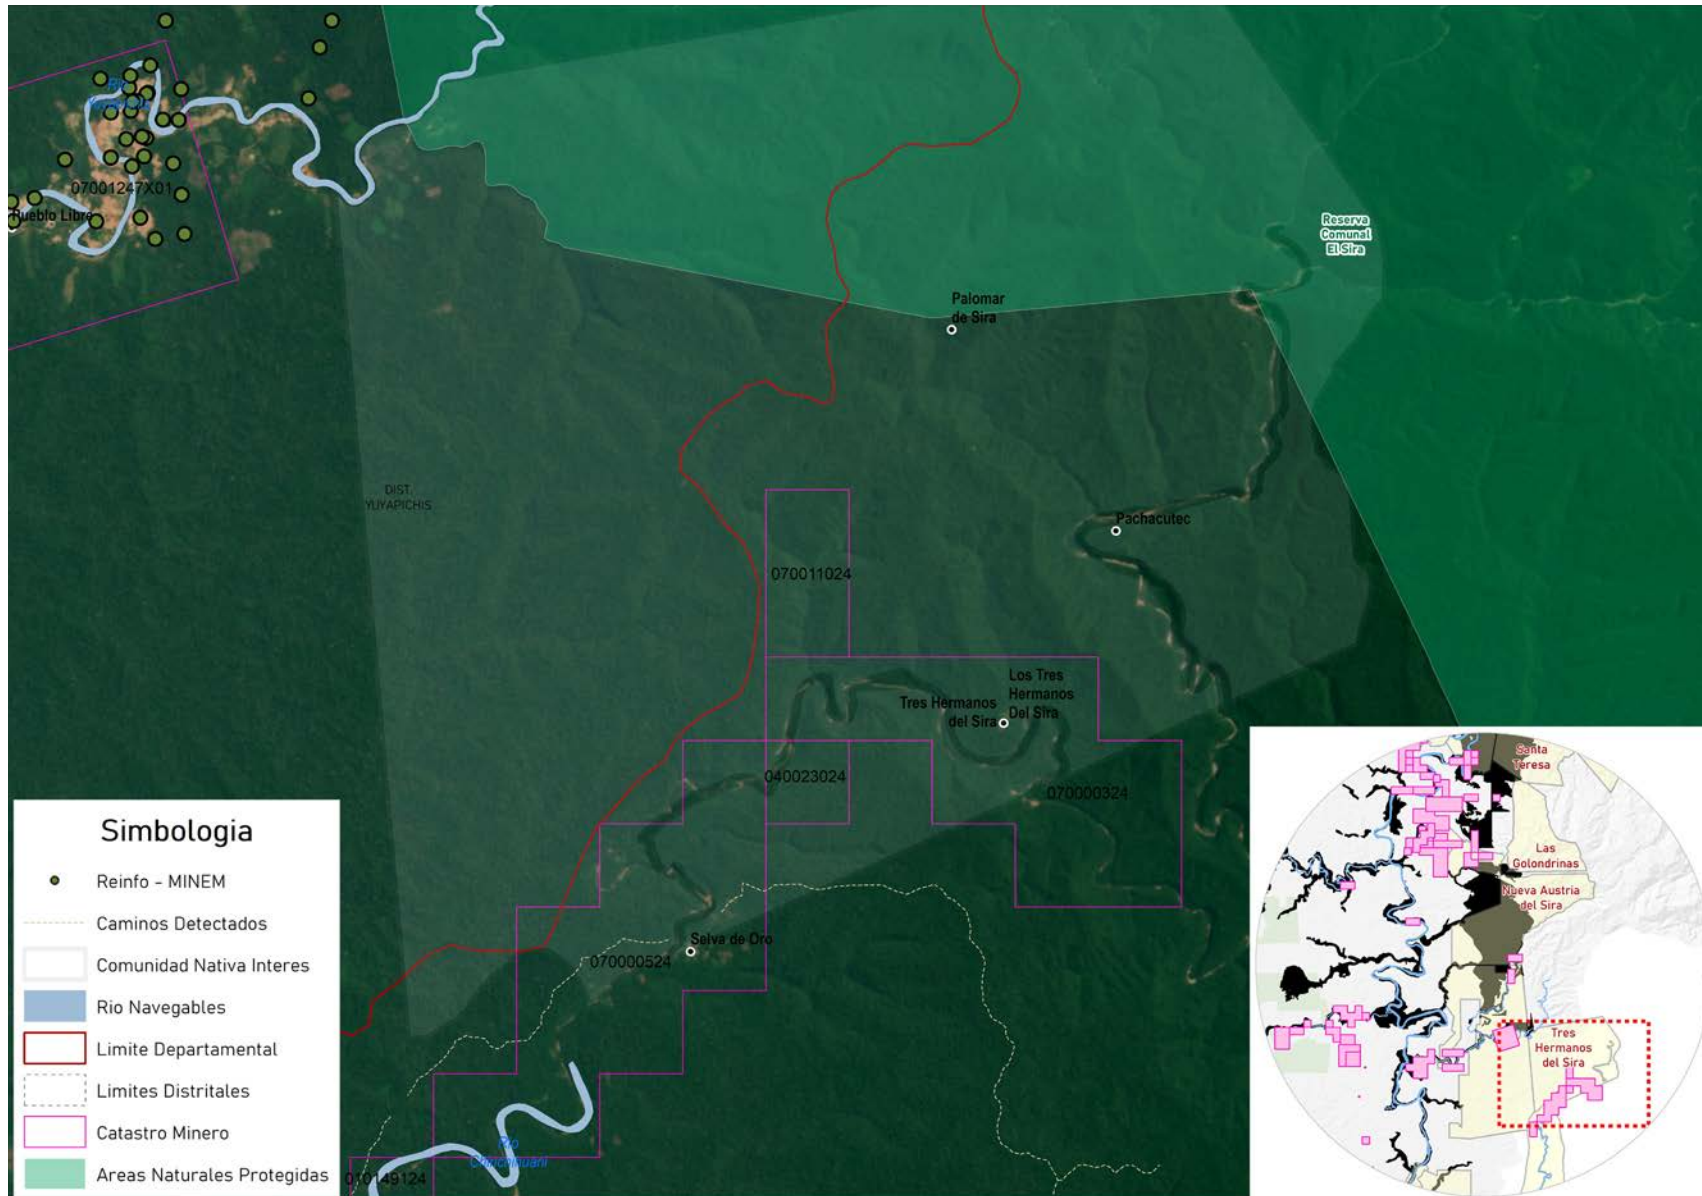 07001247X01
Pueblo Libre
Reserva
Comunal
El Sira
Palomar
de Sira
DIST.
YUYAPICHIS
Pachacutec
070011024
Los Tres
Hermanos
Del Sira
Tres Hermanos
del Sira
040023024
070000324
Selva de Oro
070000524
Rio
010149124
Simbologia
Reinfo - MINEM
Caminos Detectados
Comunidad Nativa Interes
Rio Navegables
Limite Departamental
Limites Distritales
Catastro Minero
Areas Naturales Protegidas
Santa
Teresa
Las
Golondrinas
Nueva Austria
del Sira
Tres
Hermanos
del Sira